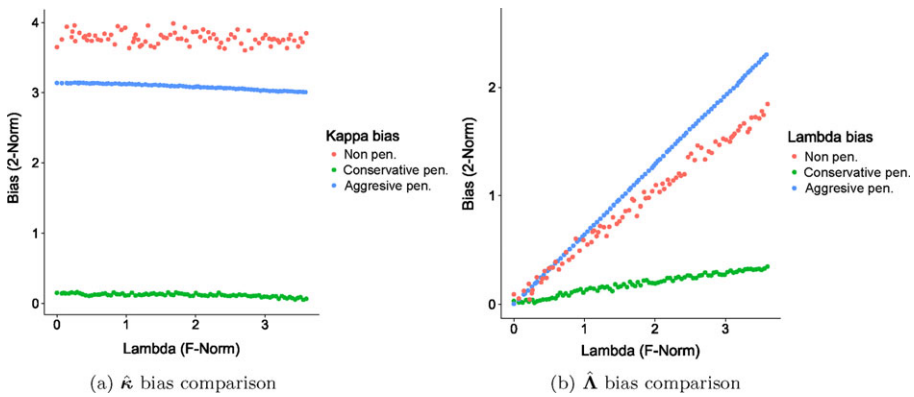 4
3
2
1
0
Bias (2-Norm)
0 1 2 3
Lambda (F-Norm)
Kappa bias
Non pen.
Conservative pen.
Aggresive pen.
(a) κ̂ bias comparison
2
1
0
Bias (2-Norm)
0 1 2 3
Lambda (F-Norm)
Lambda bias
Non pen.
Conservative pen.
Aggresive pen.
(b) Λ̂ bias comparison